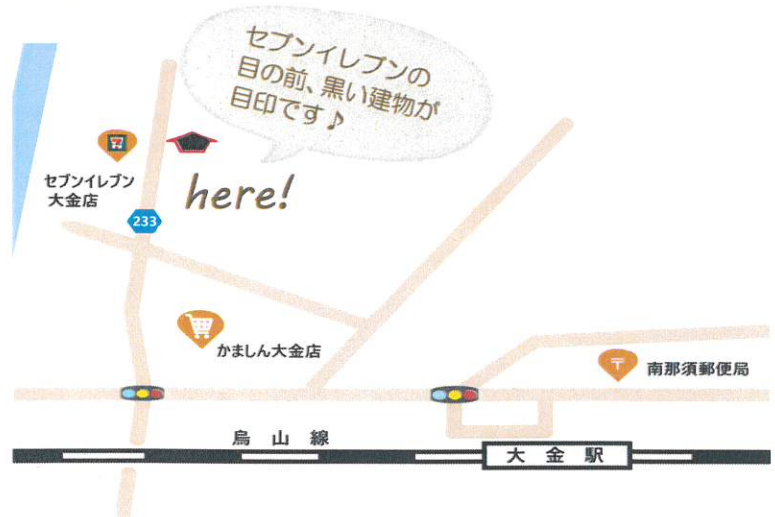 セブンイレブンの
目の前、黒い建物が
目印です♪
セブンイレブン
大金店
here!
233
かましん大金店
〒
南那須郵便局
烏山線
大金駅